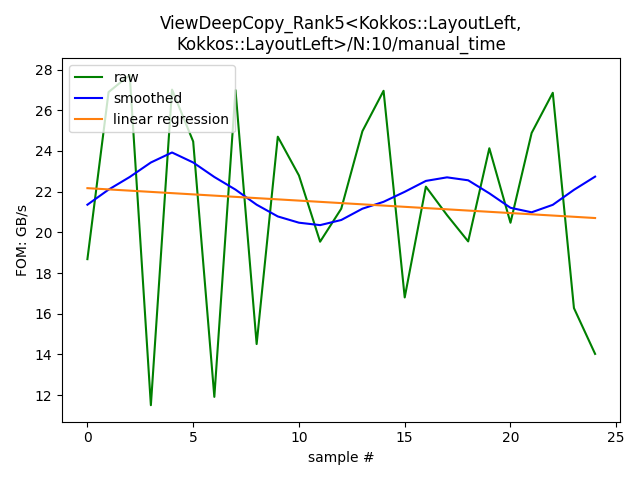 ViewDeepCopy_Rank5<Kokkos::LayoutLeft,
Kokkos::LayoutLeft>/N:10/manual_time
raw
smoothed
linear regression
FOM: GB/s
28
26
24
22
20
18
16
14
12
0
5
10
15
20
25
sample #